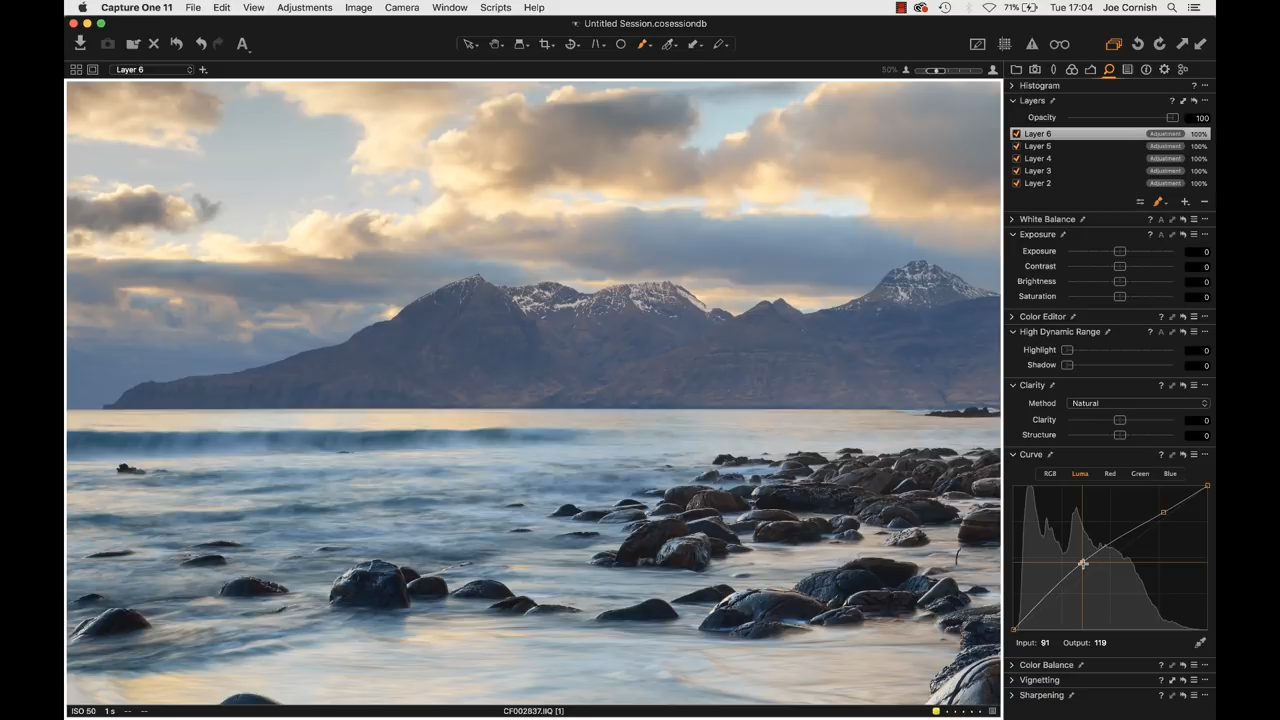 Capture One 11 File Edit View Adjustments Image Camera Window Scripts Help 71% Tue 17:04 Joe Cornish
Untitled Session.cosessiondb
A
Layer 6 50%
Histogram ?
Layers ?
Opacity 100
Layer 6 Adjustment 100%
Layer 5 Adjustment 100%
Layer 4 Adjustment 100%
Layer 3 Adjustment 100%
Layer 2 Adjustment 100%
White Balance ? A
Exposure ? A
Exposure 0
Contrast 0
Brightness 0
Saturation 0
Color Editor ?
High Dynamic Range ? A
Highlight 0
Shadow 0
Clarity ?
Method Natural
Clarity 0
Structure 0
Curve ?
RGB Luma Red Green Blue
Input: 91 Output: 119
Color Balance ?
Vignetting ?
Sharpening ?
ISO 50 1 s -- -- CF002837.IIQ [1]